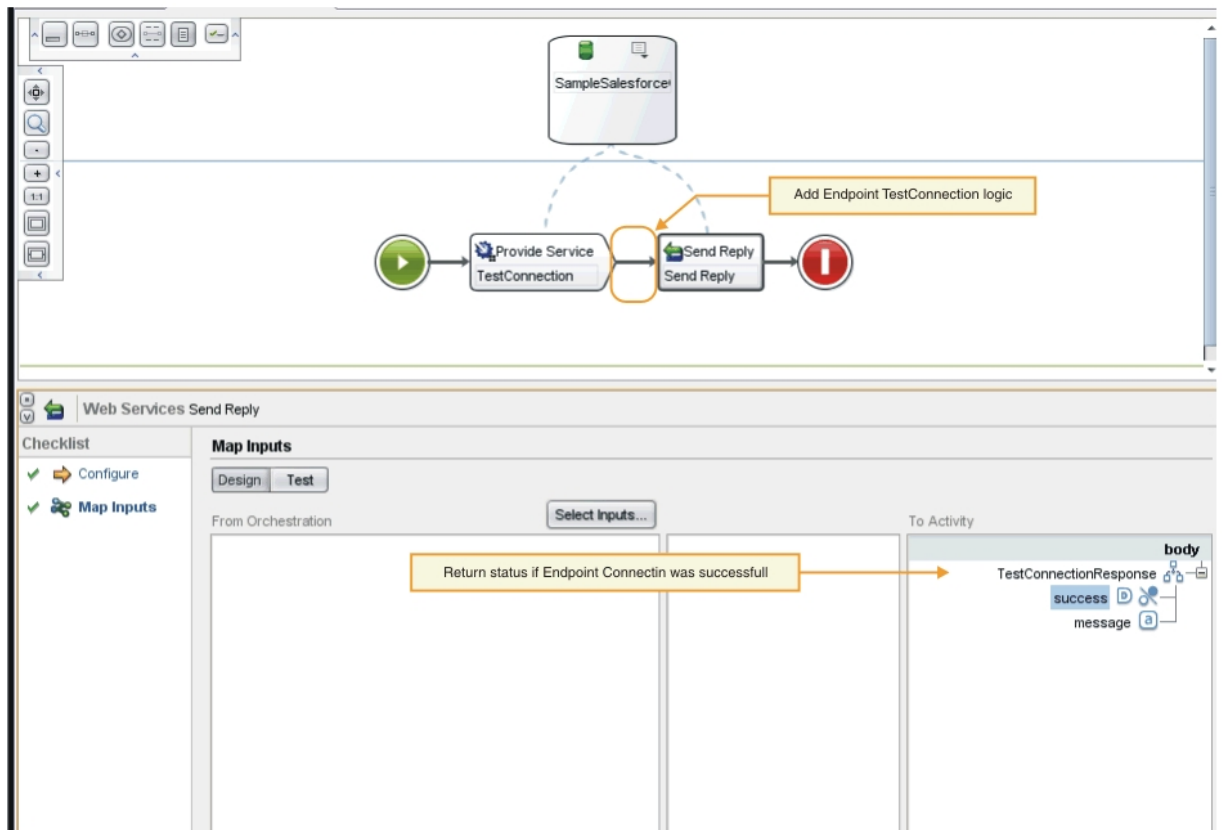 SampleSalesforce
Add Endpoint TestConnection logic
Provide Service
TestConnection
Send Reply
Send Reply
1:1
Web Services Send Reply
Checklist
Configure
Map Inputs
Map Inputs
Design
Test
From Orchestration
Select Inputs...
To Activity
body
Return status if Endpoint Connectin was successfull
TestConnectionResponse
success D
message a